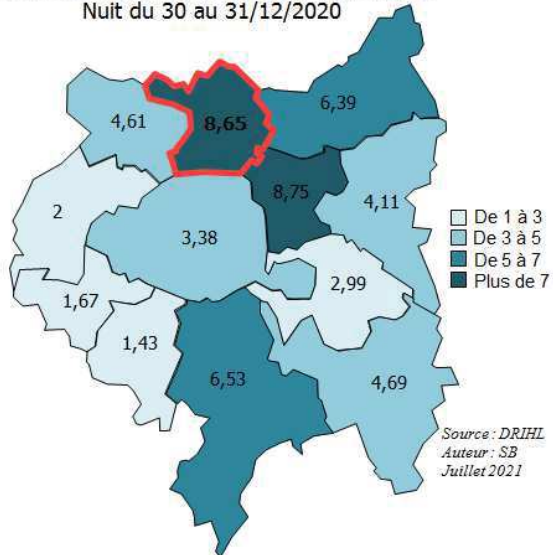 Nuit du 30 au 31/12/2020
6,39
4,61
8,65
8,75
4,11
2
3,38
De 1 à 3
De 3 à 5
De 5 à 7
Plus de 7
2,99
1,67
1,43
6,53
4,69
Source : DRIHL
Auteur : SB
Juillet 2021